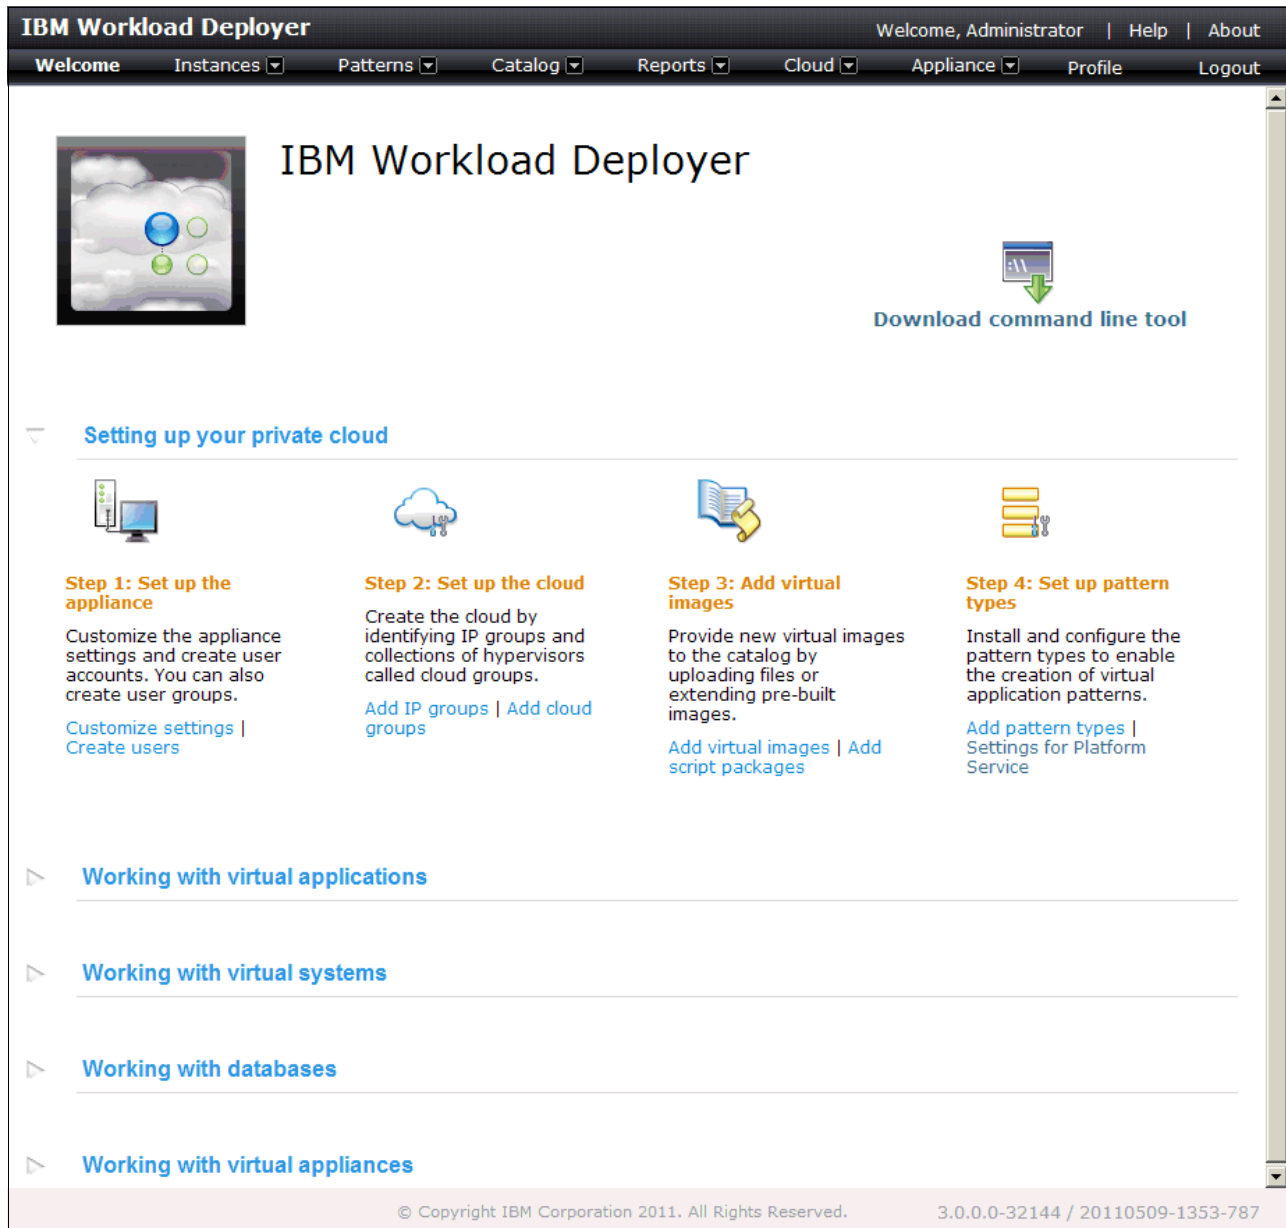 IBM Workload Deployer
Welcome, Administrator | Help | About
Welcome Instances Patterns Catalog Reports Cloud Appliance Profile Logout
IBM Workload Deployer
:\\
Download command line tool
Setting up your private cloud
Step 1: Set up the
appliance
Customize the appliance
settings and create user
accounts. You can also
create user groups.
Customize settings |
Create users
Step 2: Set up the cloud
Create the cloud by
identifying IP groups and
collections of hypervisors
called cloud groups.
Add IP groups | Add cloud
groups
Step 3: Add virtual
images
Provide new virtual images
to the catalog by
uploading files or
extending pre-built
images.
Add virtual images | Add
script packages
Step 4: Set up pattern
types
Install and configure the
pattern types to enable
the creation of virtual
application patterns.
Add pattern types |
Settings for Platform
Service
Working with virtual applications
Working with virtual systems
Working with databases
Working with virtual appliances
© Copyright IBM Corporation 2011. All Rights Reserved. 3.0.0.0-32144 / 20110509-1353-787